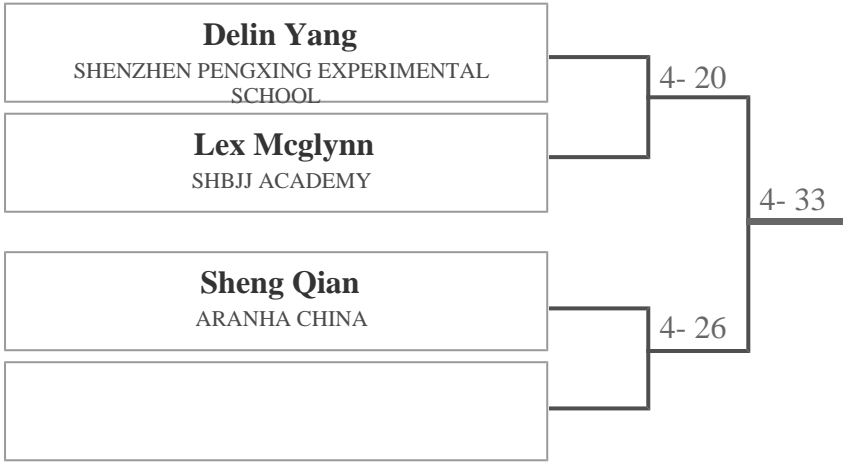 Delin Yang
SHENZHEN PENGXING EXPERIMENTAL
SCHOOL
4- 20
Lex Mcglynn
SHBJJ ACADEMY
4- 33
Sheng Qian
ARANHA CHINA
4- 26